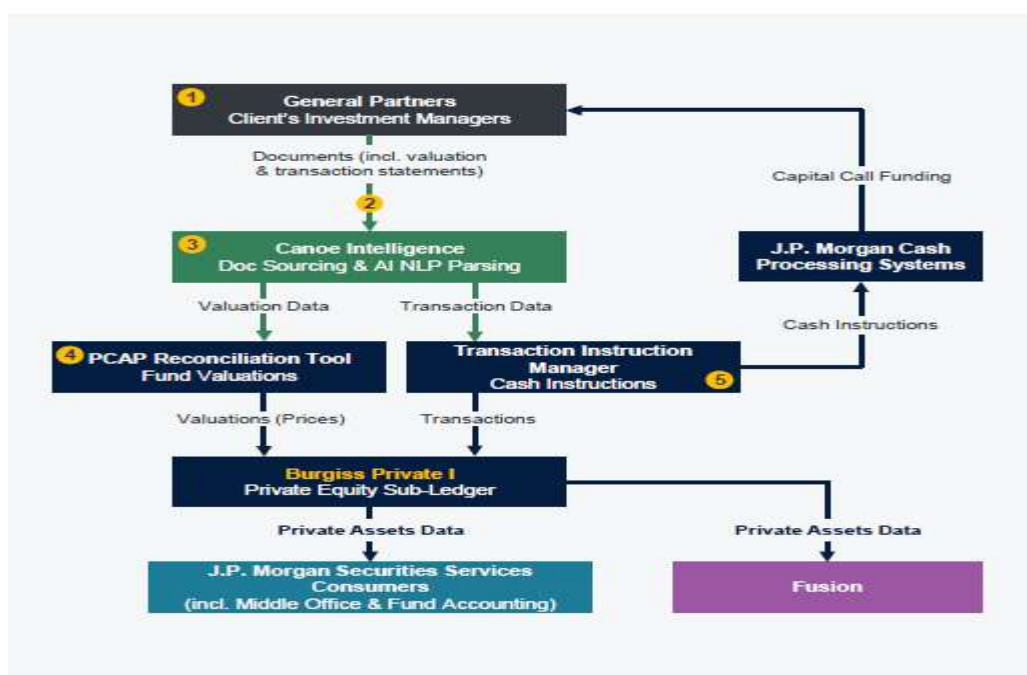 1
General Partners
Client's Investment Managers
Documents (incl. valuation
& transaction statements)
Capital Call Funding
2
3
Canoe Intelligence
Doc Sourcing & AI NLP Parsing
J.P. Morgan Cash
Processing Systems
Valuation Data
Transaction Data
Cash Instructions
4
PCAP Reconciliation Tool
Fund Valuations
Transaction Instruction
Manager
Cash Instructions
5
Valuations (Prices)
Transactions
Burgiss Private I
Private Equity Sub-Ledger
Private Assets Data
Private Assets Data
J.P. Morgan Securities Services
Consumers
(incl. Middle Office & Fund Accounting)
Fusion